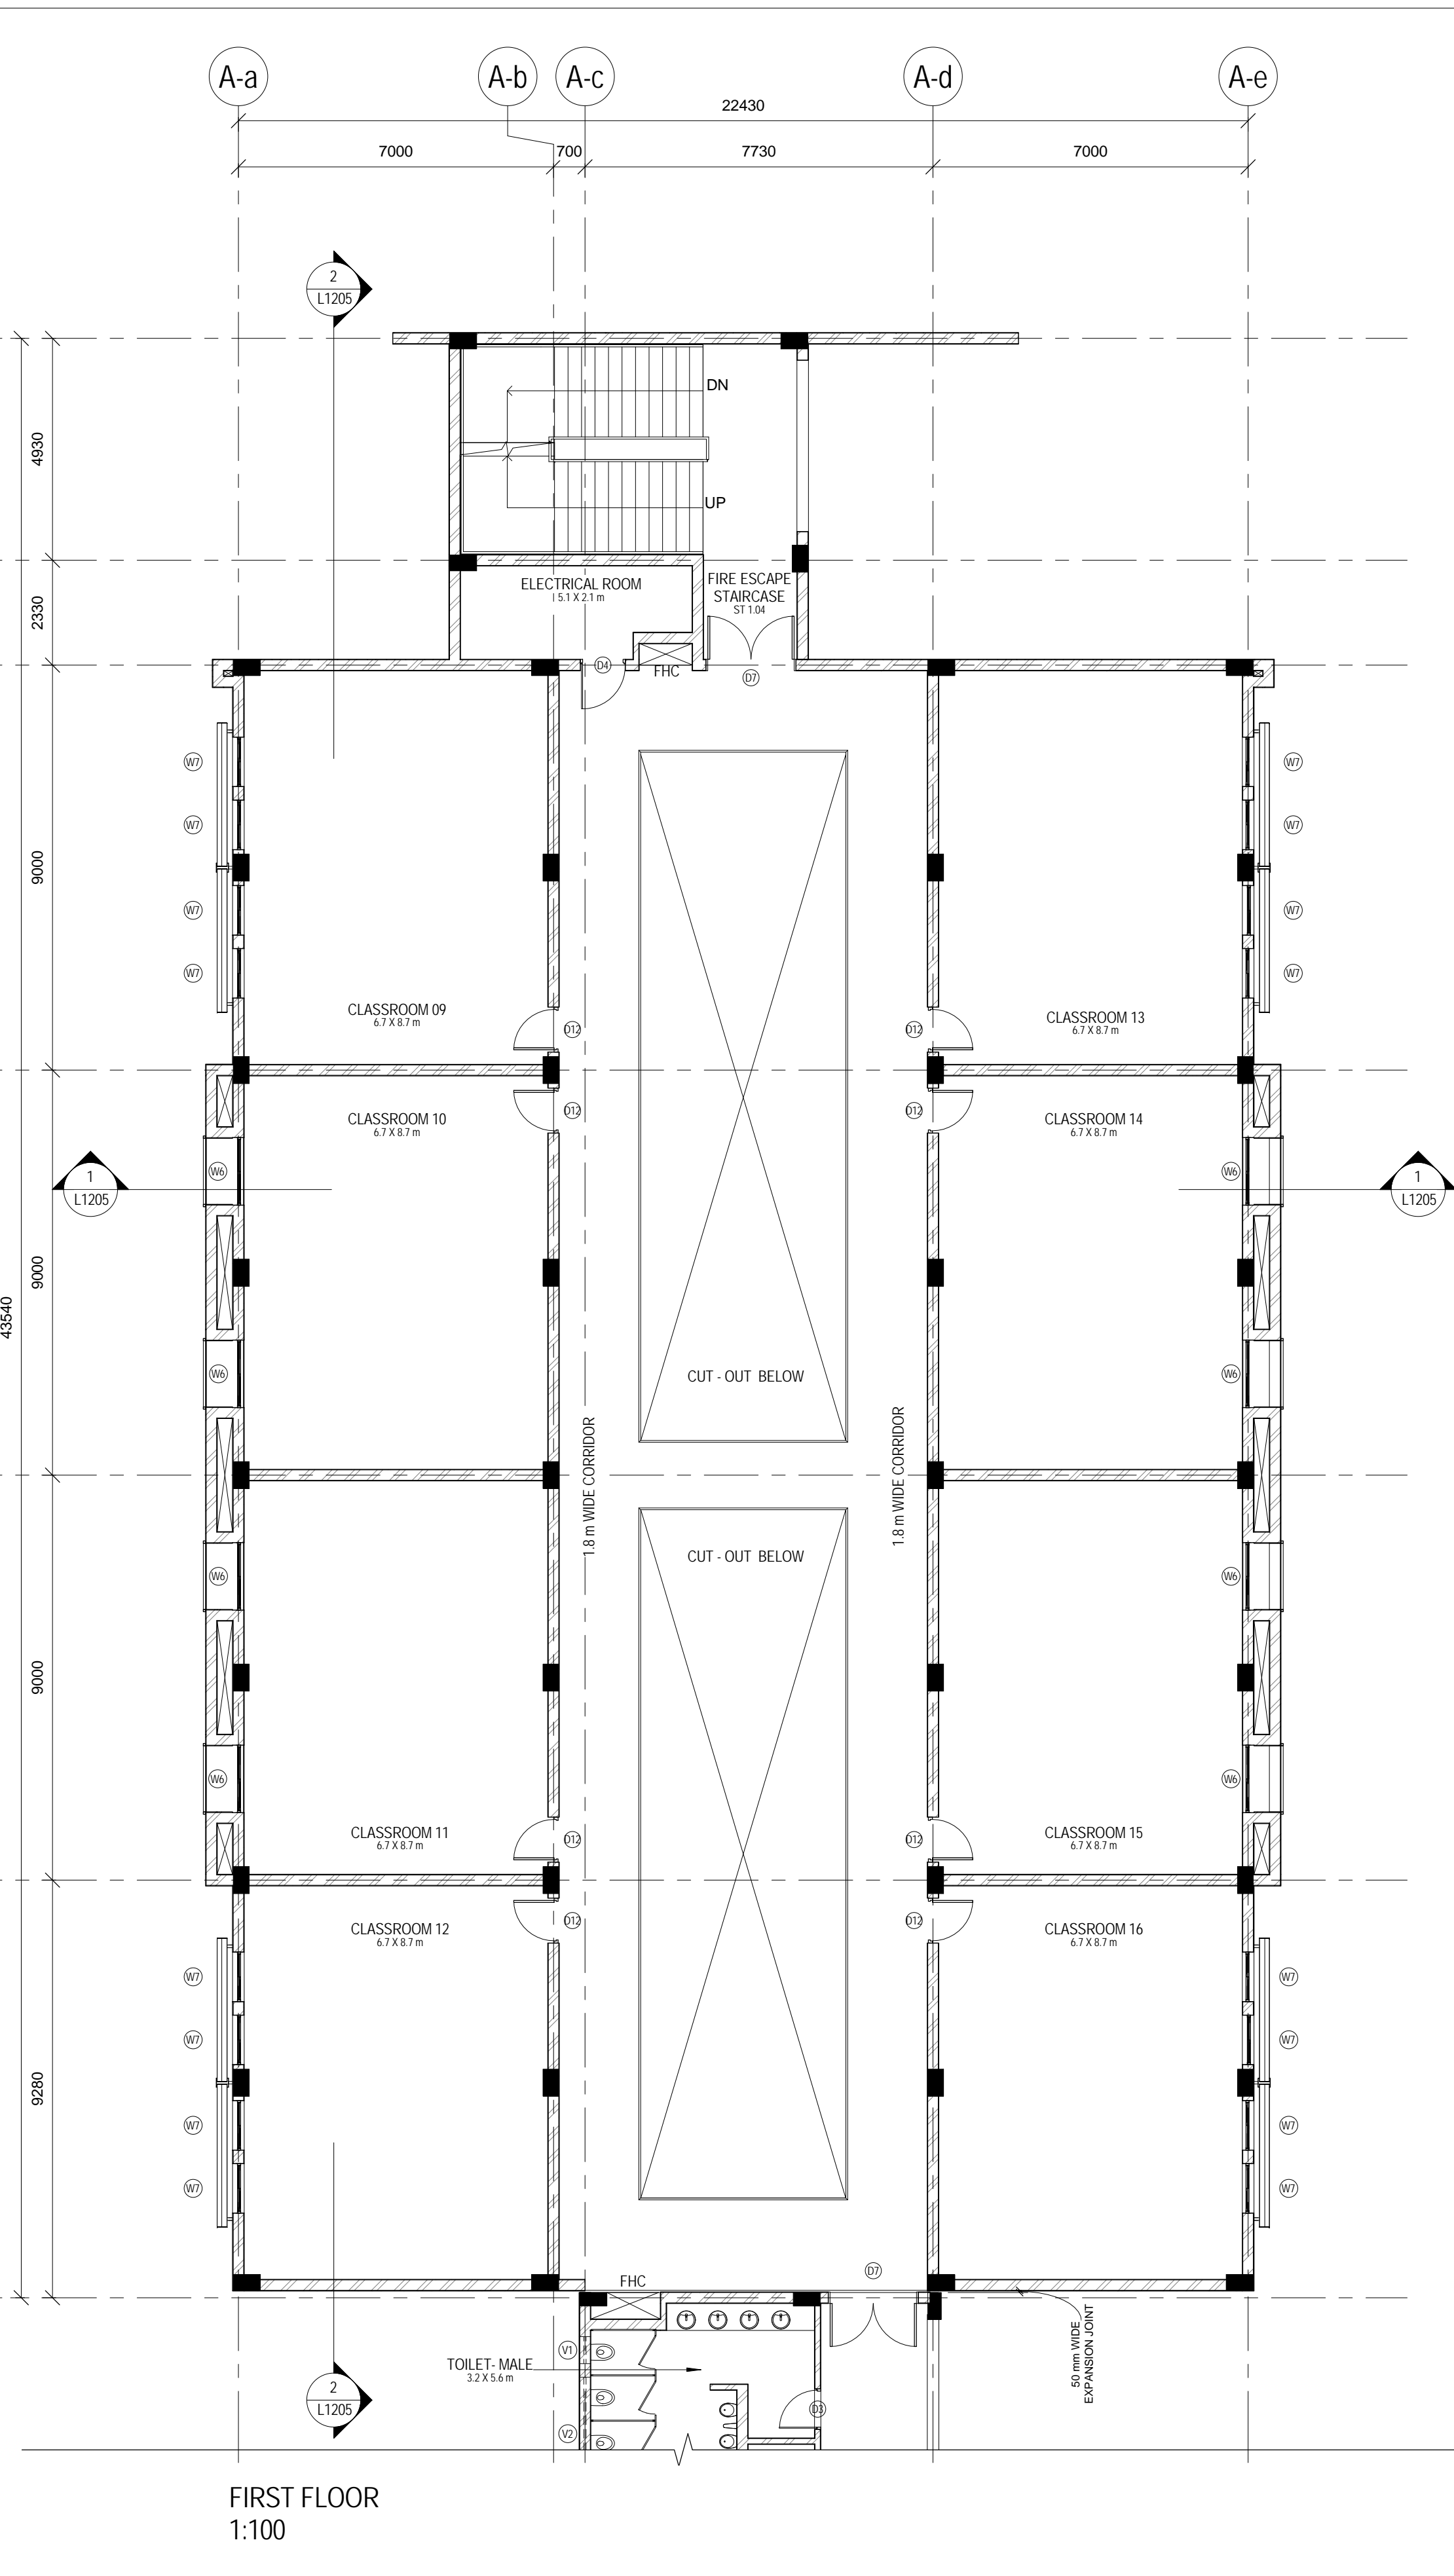 A-a A-b A-c A-d A-e
22430
7000 700 7730 7000
2
L1205
DN
4930
UP
ELECTRICAL ROOM
5.1 X 2.1 m
FIRE ESCAPE
STAIRCASE
ST 1.04
2330
D4
FHC
D7
W7 W7
W7 W7
9000
W7 W7
W7 W7
CLASSROOM 09
6.7 X 8.7 m
CLASSROOM 13
6.7 X 8.7 m
D12 D12
D12 D12
CLASSROOM 10
6.7 X 8.7 m
CLASSROOM 14
6.7 X 8.7 m
W6 W6
1
L1205
1
L1205
9000
43540
W6 W6
CUT - OUT BELOW
1.8 m WIDE CORRIDOR
1.8 m WIDE CORRIDOR
CUT - OUT BELOW
W6 W6
9000
W6 W6
CLASSROOM 11
6.7 X 8.7 m
CLASSROOM 15
6.7 X 8.7 m
D12 D12
D12 D12
CLASSROOM 12
6.7 X 8.7 m
CLASSROOM 16
6.7 X 8.7 m
W7 W7
W7 W7
9280
W7 W7
W7 W7
D7
FHC
V1
TOILET- MALE
3.2 X 5.6 m
50 mm WIDE
EXPANSION JOINT
2
L1205
D3
V2
FIRST FLOOR
1:100